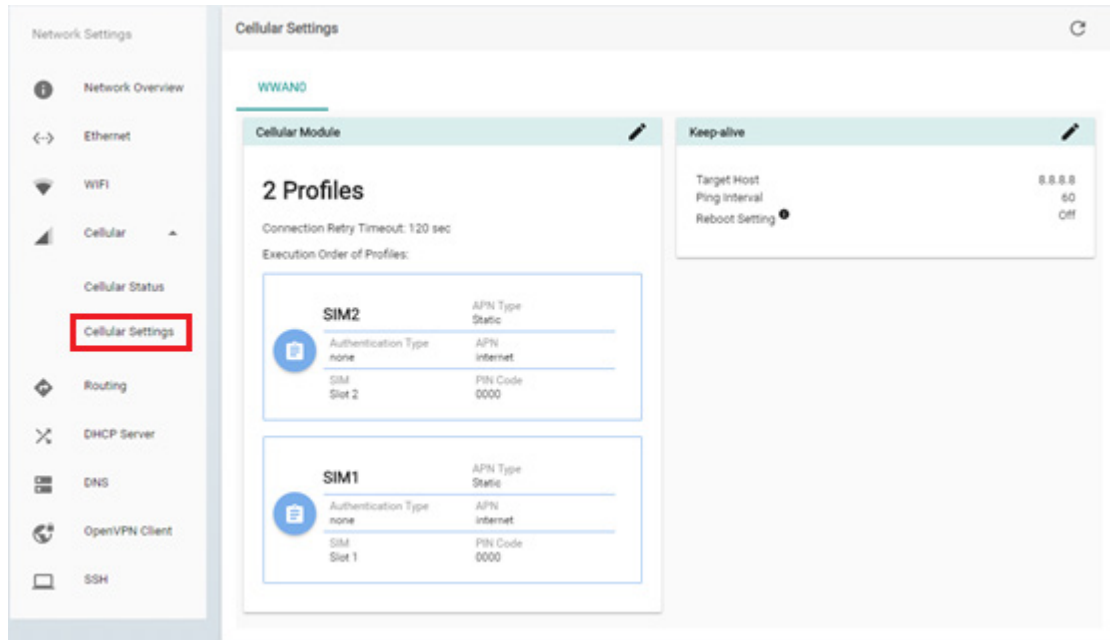 Network Settings
Network Overview
Ethernet
WIFI
Cellular
Cellular Status
Cellular Settings
Routing
DHCP Server
DNS
OpenVPN Client
SSH
Cellular Settings
WWAN0
Cellular Module
2 Profiles
Connection Retry Timeout: 120 sec
Execution Order of Profiles:
SIM2
APN Type
Static
Authentication Type
none
APN
internet
SIM
Slot 2
PIN Code
0000
SIM1
APN Type
Static
Authentication Type
none
APN
internet
SIM
Slot 1
PIN Code
0000
Keep-alive
Target Host 8.8.8.8
Ping Interval 60
Reboot Setting Off